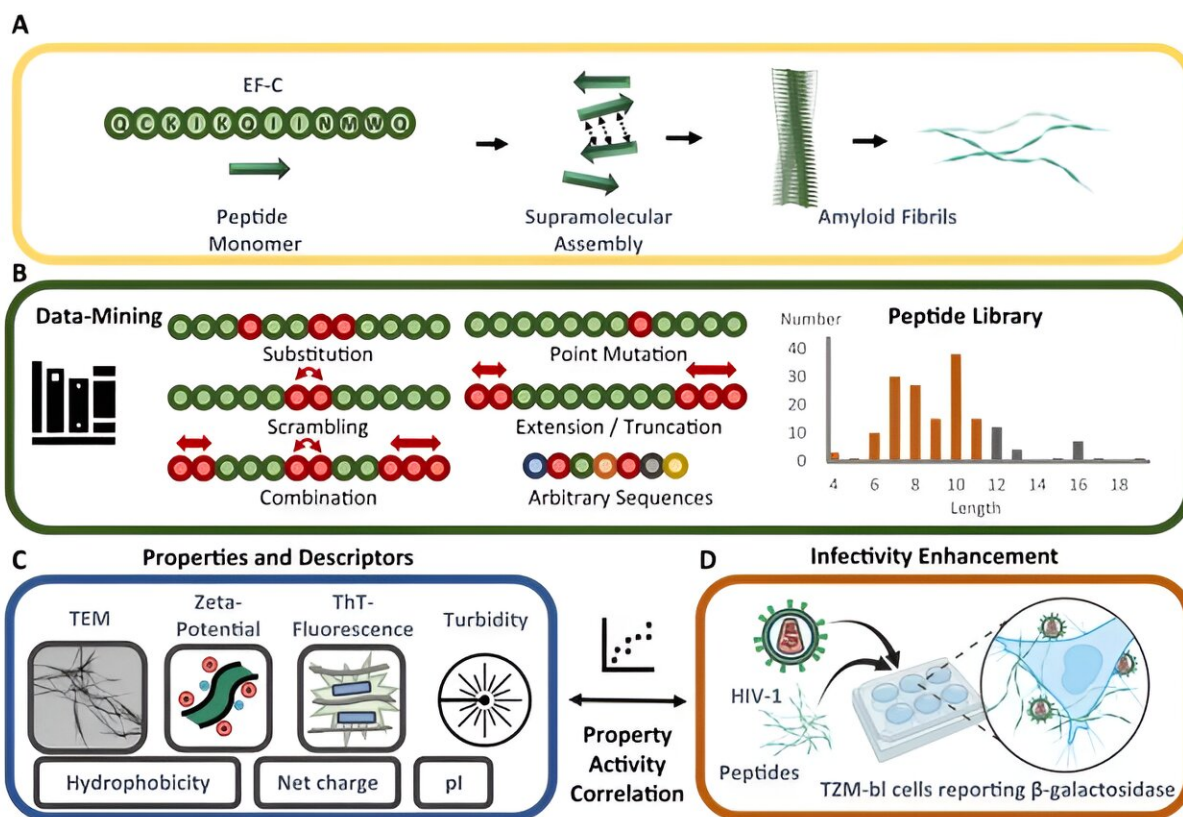 A
EF-C
QCKIKQIINMWQ
Peptide
Monomer
Supramolecular
Assembly
Amyloid Fibrils
B
Data-Mining
Substitution
Point Mutation
Scrambling
Extension / Truncation
Combination
Arbitrary Sequences
Peptide Library
Number
40
30
20
10
0
4 6 8 10 12 14 16 18
Length
C
Properties and Descriptors
TEM
Zeta-
Potential
ThT-
Fluorescence
Turbidity
Hydrophobicity
Net charge
pI
Property
Activity
Correlation
D
Infectivity Enhancement
HIV-1
Peptides
TZM-bl cells reporting β-galactosidase